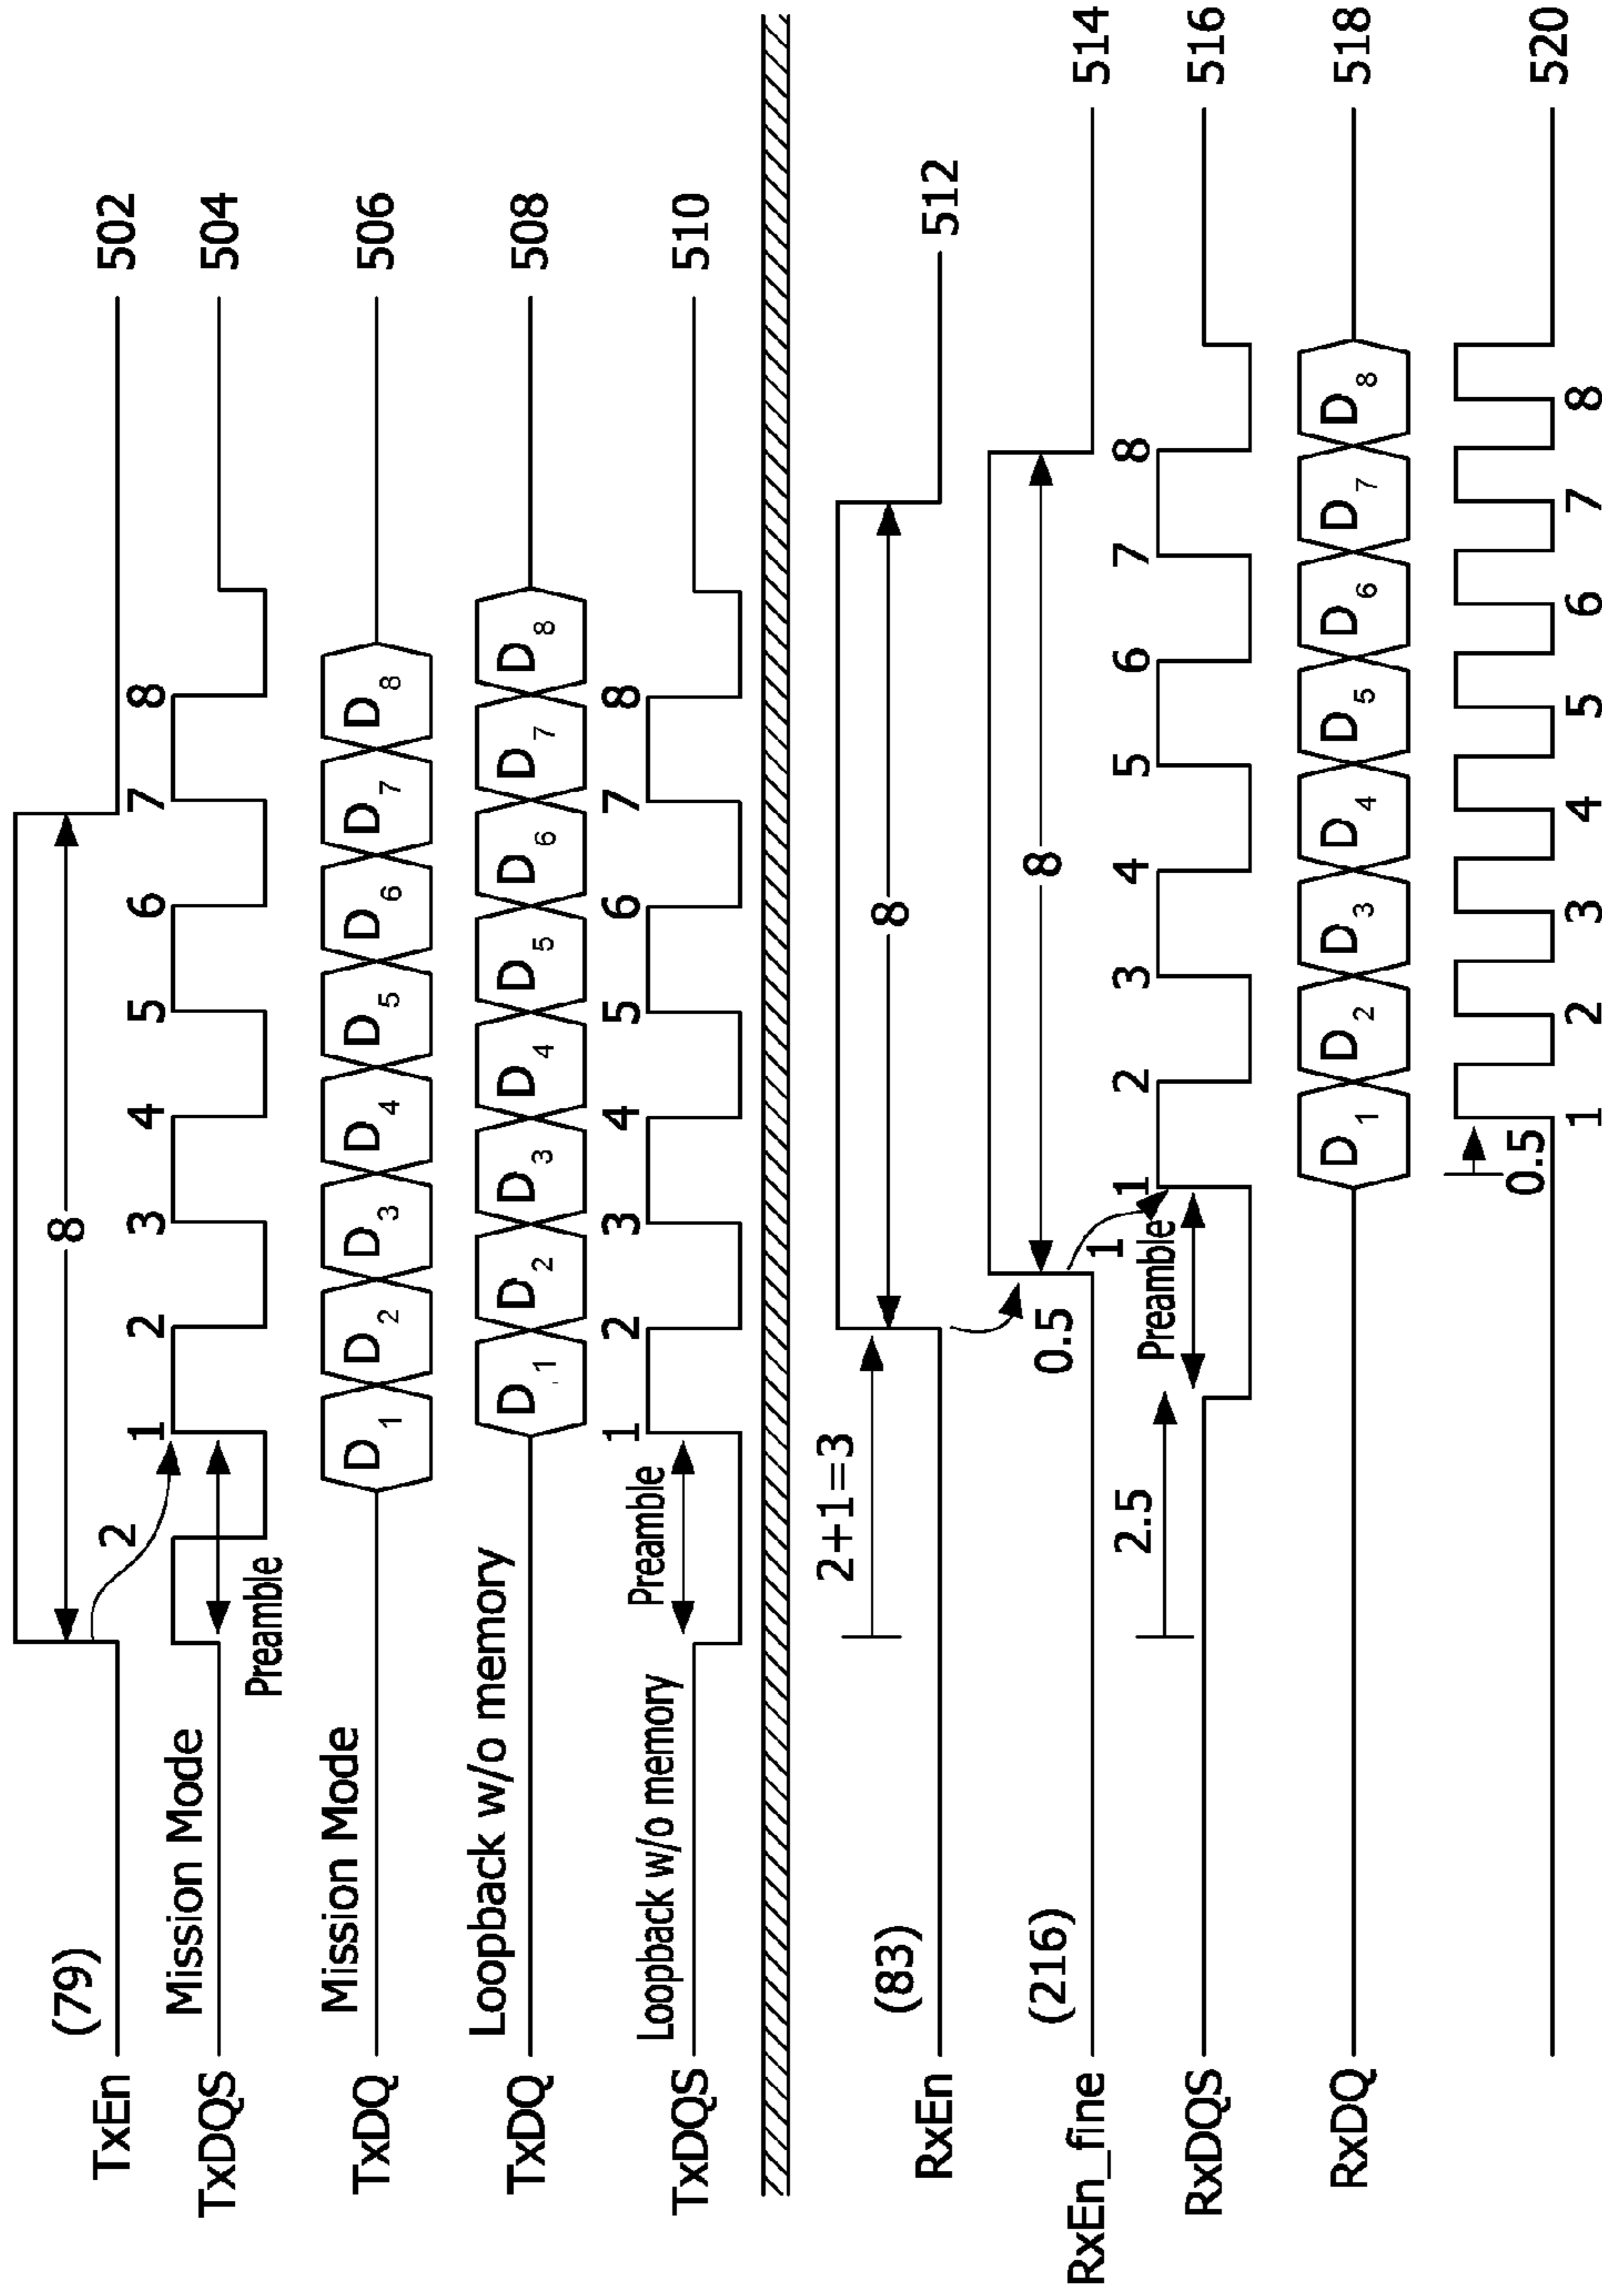 TxEn (79) 8 502
TxDQS Mission Mode 2 1 2 3 4 5 6 7 8 504
Preamble
TxDQ Mission Mode D1 D2 D3 D4 D5 D6 D7 D8 506
TxDQ Loopback w/o memory D1 D2 D3 D4 D5 D6 D7 D8 508
TxDQS Loopback w/o memory Preamble 1 2 3 4 5 6 7 8 510
RxEn (83) 2+1=3 8 512
RxEn_fine (216) 0.5 8 514
RxDQS 2.5 Preamble 1 1 2 3 4 5 6 7 8 516
RxDQ D1 D2 D3 D4 D5 D6 D7 D8 518
0.5 520
1 2 3 4 5 6 7 8